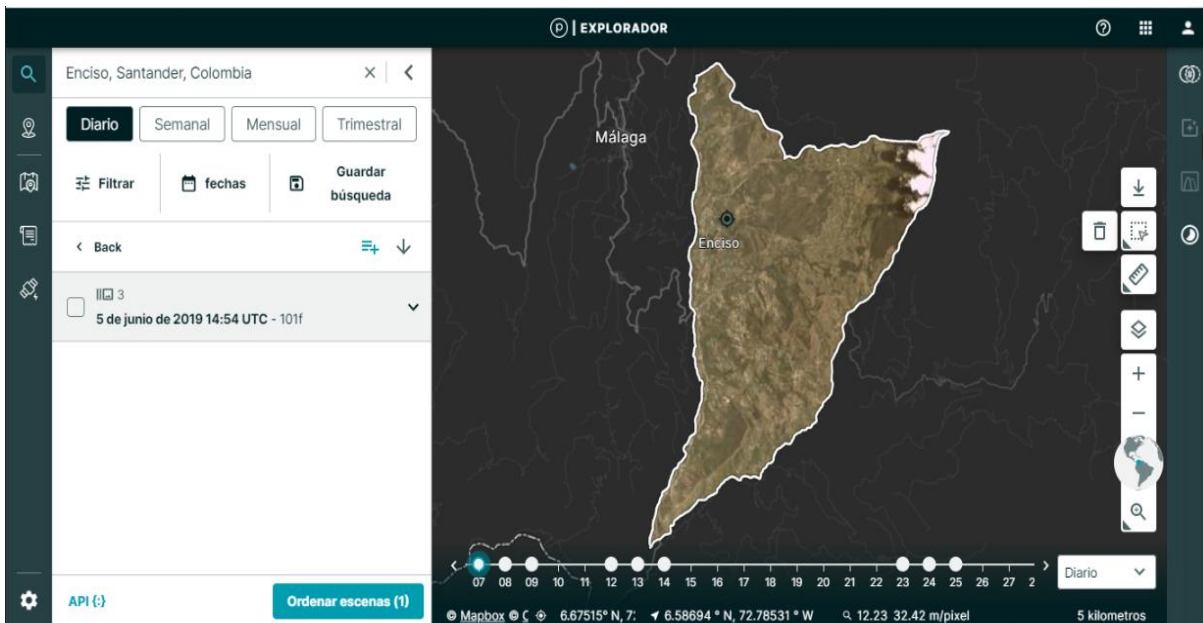 EXPLORADOR
Enciso, Santander, Colombia
Diario
Semanal
Mensual
Trimestral
Filtrar
fechas
Guardar
búsqueda
Back
3
5 de junio de 2019 14:54 UTC - 101f
API {:}
Ordenar escenas (1)
Málaga
Enciso
07 08 09 10 11 12 13 14 15 16 17 18 19 20 21 22 23 24 25 26 27 2
Diario
© Mapbox © 6.67515° N, 7: 6.58694 ° N, 72.78531 ° W 12.23 32.42 m/pixel 5 kilometros